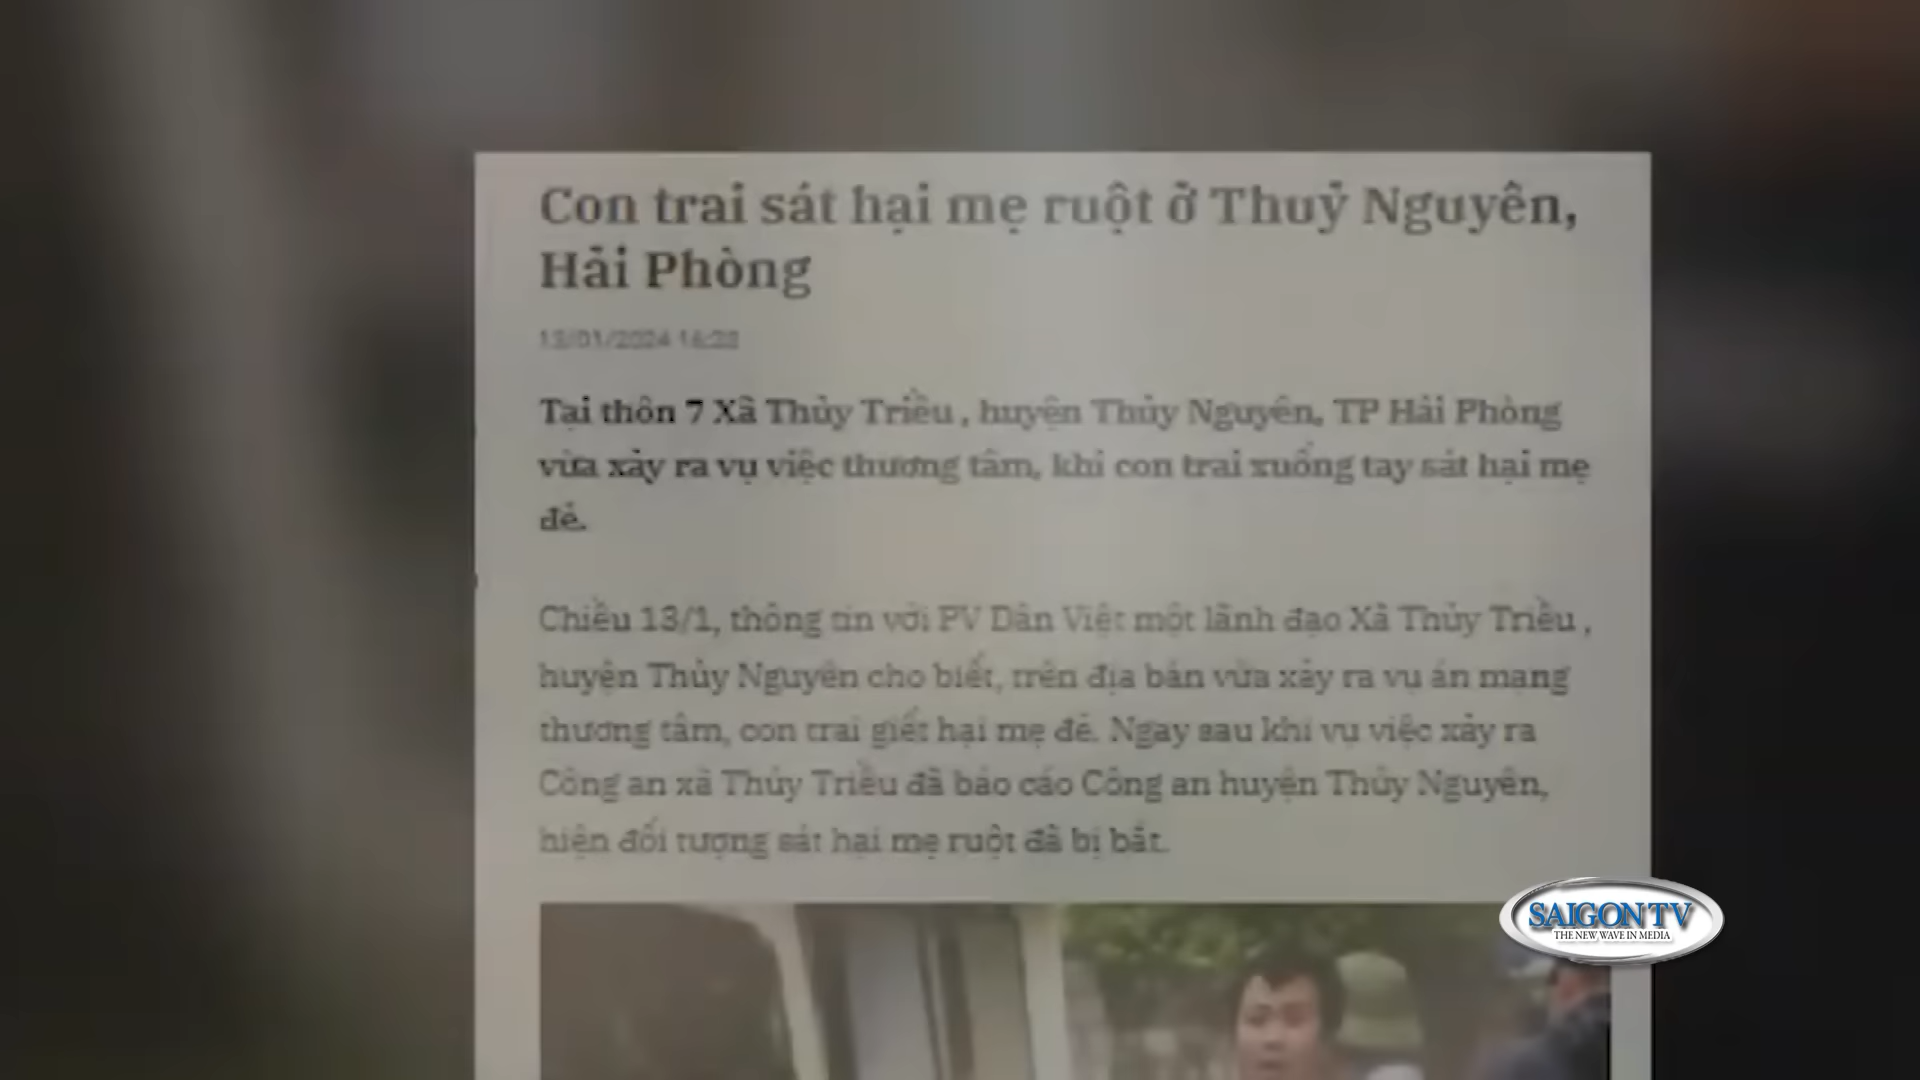 Con trai sát hại mẹ ruột ở Thuỷ Nguyên,
Hải Phòng
13/01/2024 16:28
Tại thôn 7 Xã Thủy Triều , huyện Thủy Nguyên, TP Hải Phòng
vừa xảy ra vụ việc thương tâm, khi con trai xuống tay sát hại mẹ
đẻ.
Chiều 13/1, thông tin với PV Dân Việt một lãnh đạo Xã Thủy Triều ,
huyện Thủy Nguyên cho biết, trên địa bàn vừa xảy ra vụ án mạng
thương tâm, con trai giết hại mẹ đẻ. Ngay sau khi vụ việc xảy ra
Công an xã Thủy Triều đã báo cáo Công an huyện Thủy Nguyên,
hiện đối tượng sát hại mẹ ruột đã bị bắt.
SAIGON TV
THE NEW WAVE IN MEDIA